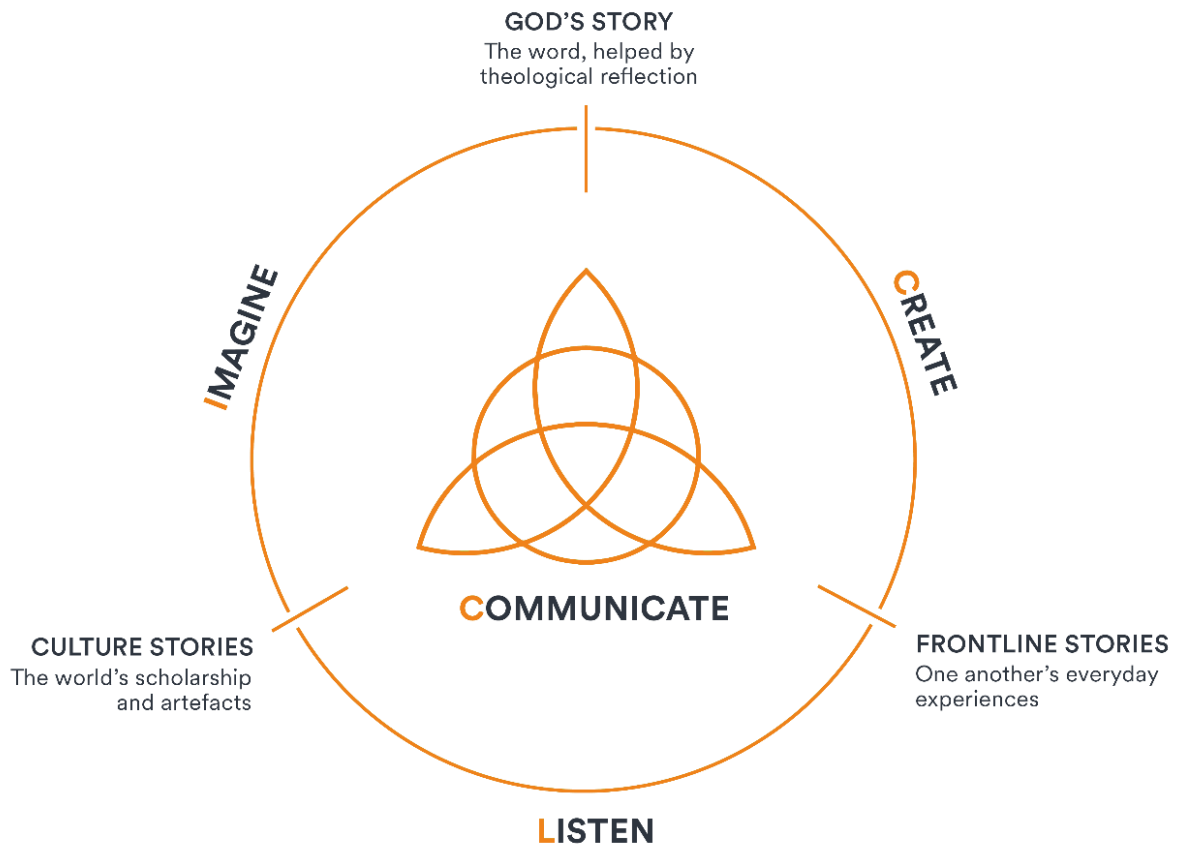 GOD’S STORY
The word, helped by
theological reflection
IMAGINE
CREATE
COMMUNICATE
CULTURE STORIES
The world’s scholarship
and artefacts
FRONTLINE STORIES
One another’s everyday
experiences
LISTEN